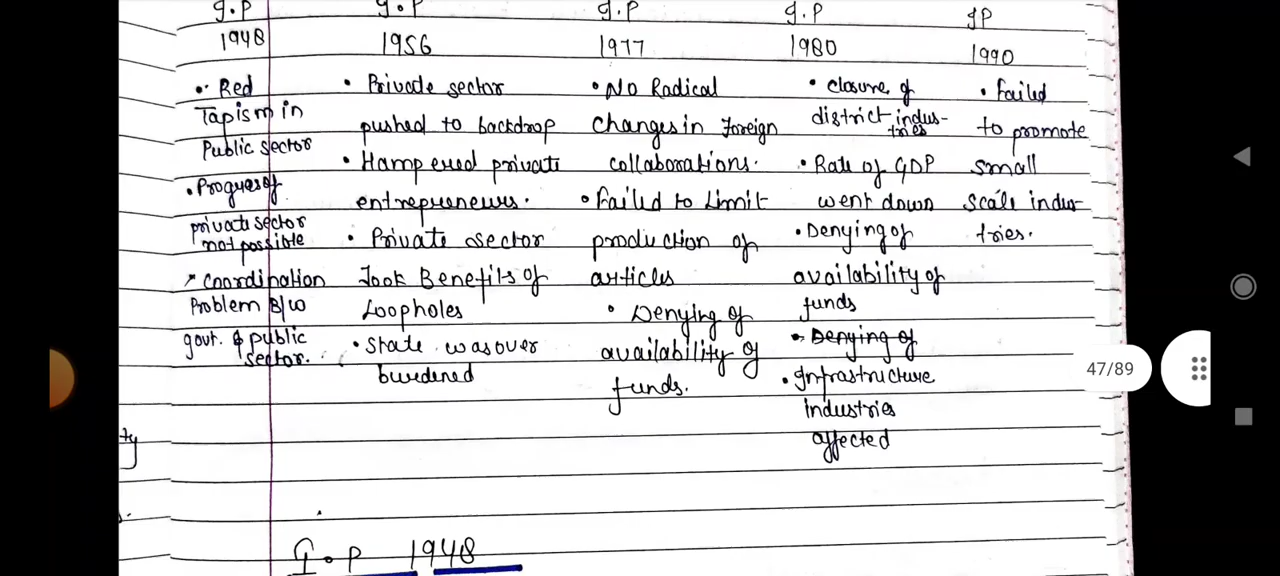 I.P
1948
• Red
Tapism in
Public sector
• Progres of
private sector
not possible
• Coordination
Problem B/w
govt. & public
sector.
I.P
1956
• Private sector
pushed to backdrop
• Hampered private
entrepreneurs.
• Private sector
Took Benefits of
Loopholes
• State was over
burdened
I.P
1977
• No Radical
changes in Foreign
collaborations.
• Failed to Limit
production of
articles
• Denying of
availability of
funds.
I.P
1980
• closure of
district indus-
tries
• Rate of GDP
went down
• Denying of
availability of
funds
• Denying of
• Infrastructure
industries
affected
IP
1990
• Failed
to promote
small
scale indus-
tries.
47/89
ty
s.
I.P 1948